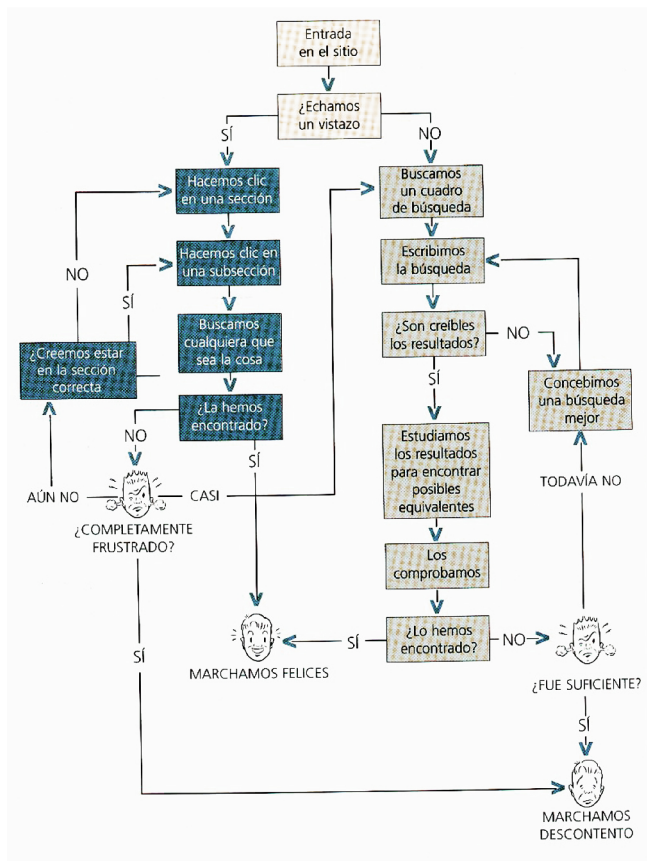 Entrada
en el sitio
¿Echamos
un vistazo
SÍ
NO
Hacemos clic
en una sección
Buscamos
un cuadro
de búsqueda
Hacemos clic en
una subsección
Escribimos
la búsqueda
NO
SÍ
Buscamos
cualquiera que
sea la cosa
¿Son creíbles
los resultados?
NO
¿Creemos estar
en la sección
correcta
SÍ
Concebimos
una búsqueda
mejor
¿La hemos
encontrado?
NO
SÍ
Estudiamos
los resultados
para encontrar
posibles
equivalentes
AÚN NO
CASI
TODAVÍA NO
¿COMPLETAMENTE
FRUSTRADO?
Los
comprobamos
¿Lo hemos
encontrado?
SÍ
NO
MARCHAMOS FELICES
SÍ
¿FUE SUFICIENTE?
SÍ
MARCHAMOS
DESCONTENTO